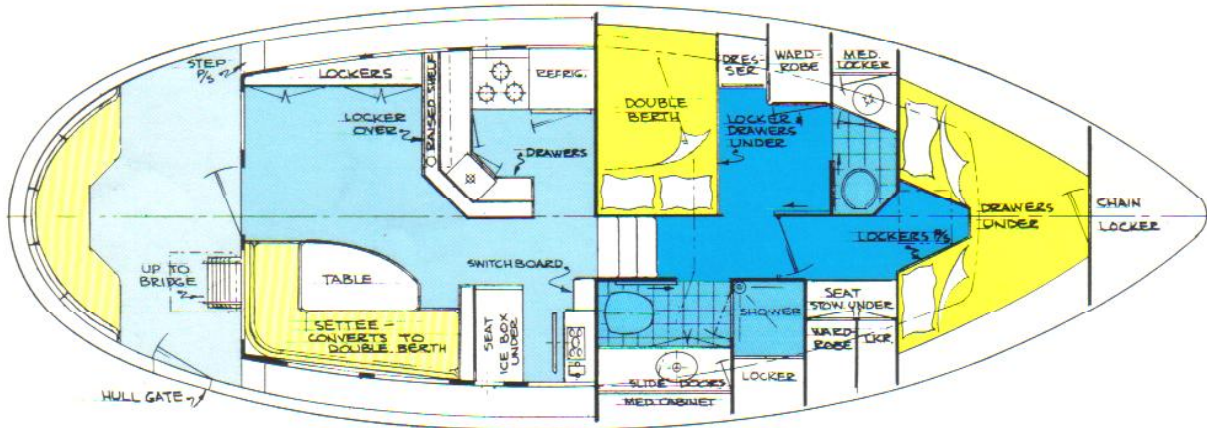 STEP
P/S
LOCKERS
LOCKER
OVER
RAISED SHELF
REFRIG.
DRAWERS
DOUBLE
BERTH
DRES-
SER
WARD-
ROBE
MED.
LOCKER
LOCKER &
DRAWERS
UNDER
DRAWERS
UNDER
CHAIN
LOCKER
LOCKERS P/S
UP TO
BRIDGE
TABLE
SWITCHBOARD
SETTEE -
CONVERTS TO
DOUBLE BERTH
SEAT
ICE BOX
UNDER
SHOWER
SEAT
STOW UNDER
WARD-
ROBE
LKR.
HULL GATE
SLIDE DOORS
MED. CABINET
LOCKER